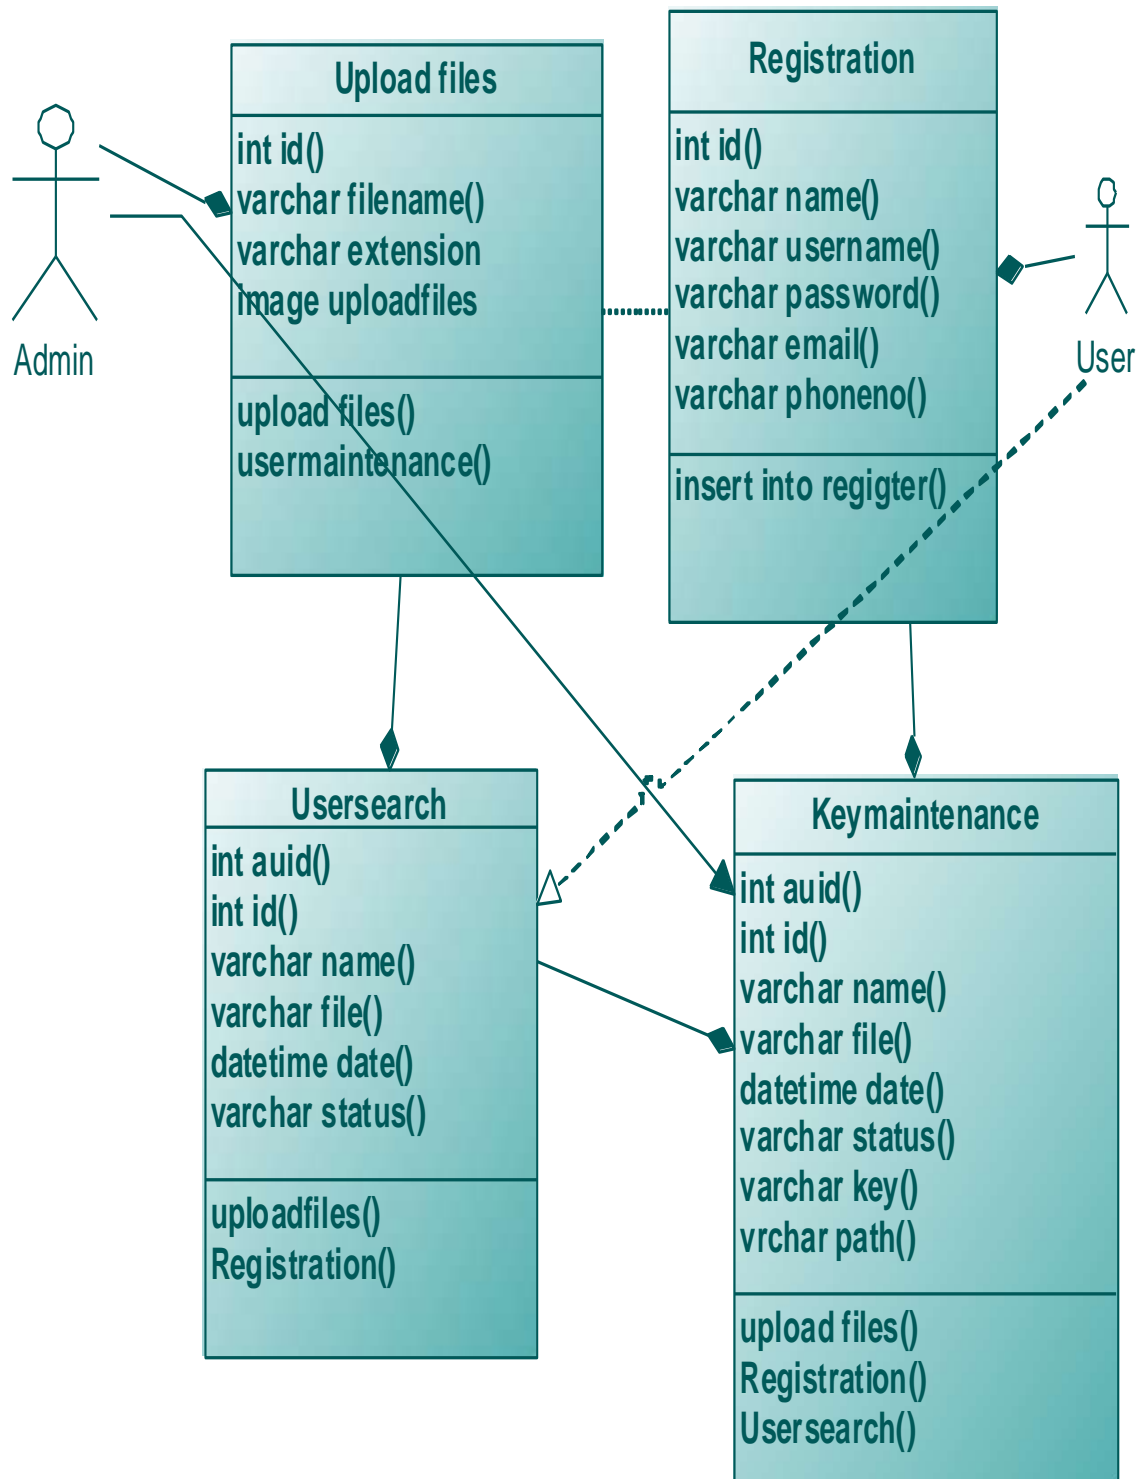 Upload files
int id()
varchar filename()
varchar extension
image uploadfiles
upload files()
usermaintenance()
Registration
int id()
varchar name()
varchar username()
varchar password()
varchar email()
varchar phoneno()
insert into regigter()
Admin
User
Usersearch
int auid()
int id()
varchar name()
varchar file()
datetime date()
varchar status()
uploadfiles()
Registration()
Keymaintenance
int auid()
int id()
varchar name()
varchar file()
datetime date()
varchar status()
varchar key()
vrchar path()
upload files()
Registration()
Usersearch()